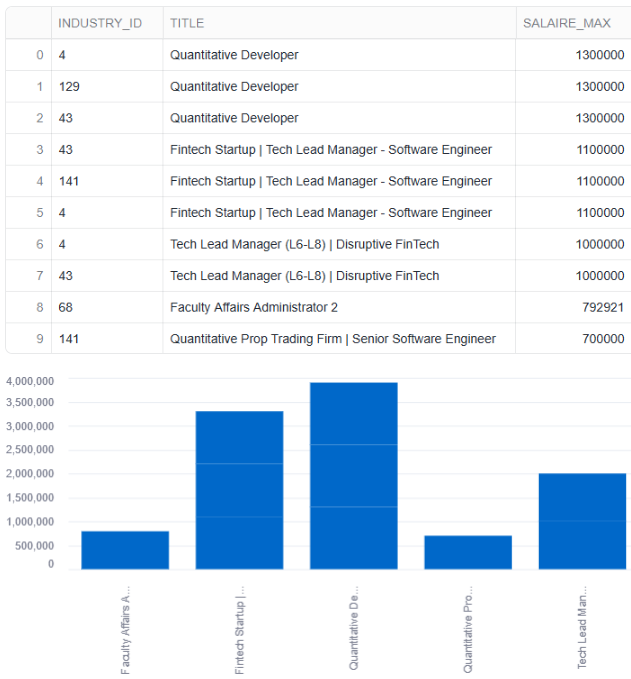 INDUSTRY_ID TITLE SALAIRE_MAX
0 4 Quantitative Developer 1300000
1 129 Quantitative Developer 1300000
2 43 Quantitative Developer 1300000
3 43 Fintech Startup | Tech Lead Manager - Software Engineer 1100000
4 141 Fintech Startup | Tech Lead Manager - Software Engineer 1100000
5 4 Fintech Startup | Tech Lead Manager - Software Engineer 1100000
6 4 Tech Lead Manager (L6-L8) | Disruptive FinTech 1000000
7 43 Tech Lead Manager (L6-L8) | Disruptive FinTech 1000000
8 68 Faculty Affairs Administrator 2 792921
9 141 Quantitative Prop Trading Firm | Senior Software Engineer 700000
4,000,000
3,500,000
3,000,000
2,500,000
2,000,000
1,500,000
1,000,000
500,000
0
Faculty Affairs A...
Fintech Startup |...
Quantitative De...
Quantitative Pro...
Tech Lead Man...